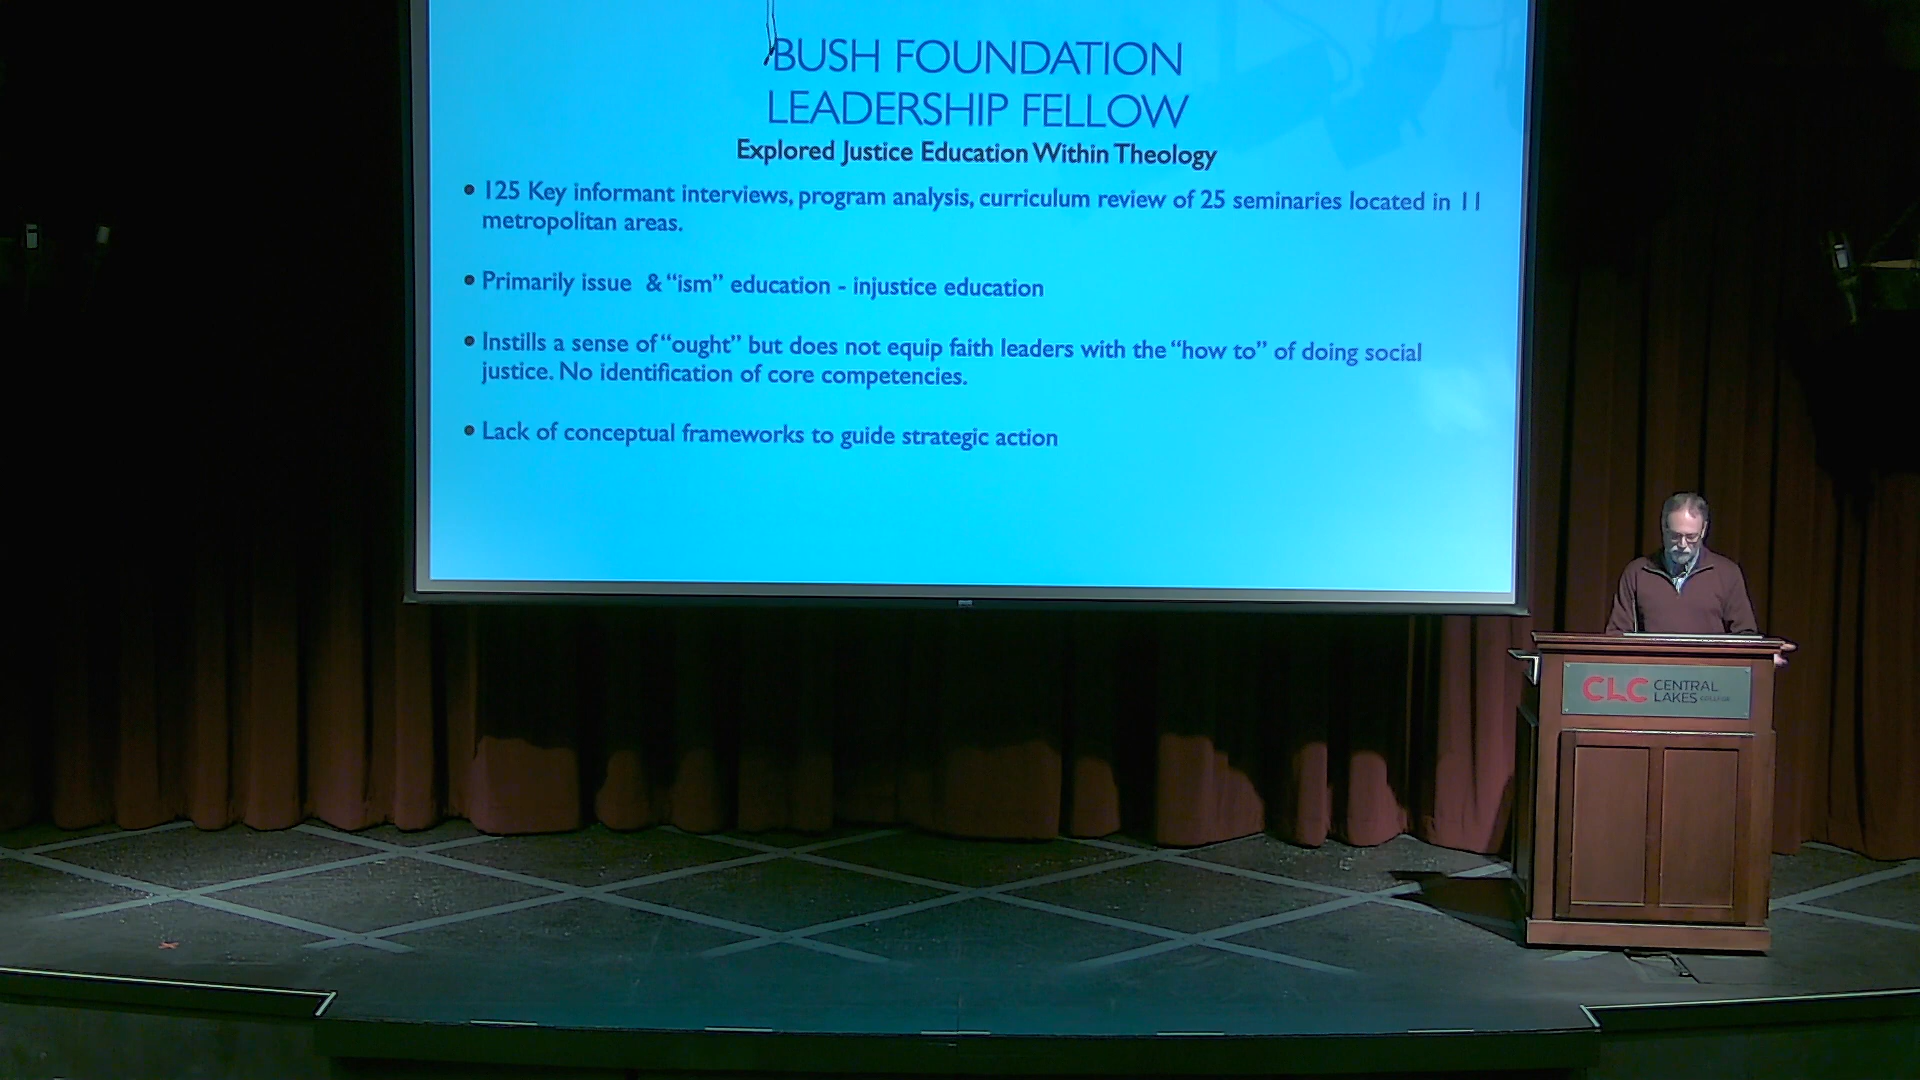 BUSH FOUNDATION
LEADERSHIP FELLOW
Explored Justice Education Within Theology
• 125 Key informant interviews, program analysis, curriculum review of 25 seminaries located in 11
metropolitan areas.
• Primarily issue & “ism” education - injustice education
• Instills a sense of “ought” but does not equip faith leaders with the “how to” of doing social
justice. No identification of core competencies.
• Lack of conceptual frameworks to guide strategic action
CLC CENTRAL
LAKES COLLEGE